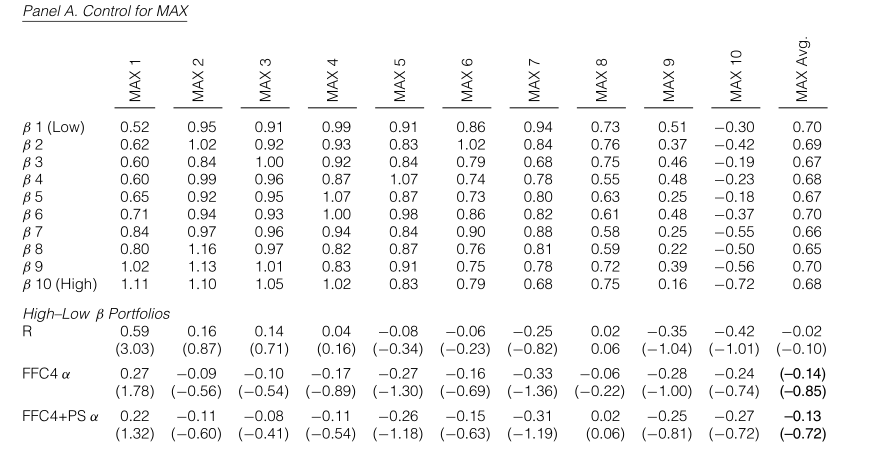 Panel A. Control for MAX
MAX 1 MAX 2 MAX 3 MAX 4 MAX 5 MAX 6 MAX 7 MAX 8 MAX 9 MAX 10 MAX Avg.
β 1 (Low) 0.52 0.95 0.91 0.99 0.91 0.86 0.94 0.73 0.51 −0.30 0.70
β 2 0.62 1.02 0.92 0.93 0.83 1.02 0.84 0.76 0.37 −0.42 0.69
β 3 0.60 0.84 1.00 0.92 0.84 0.79 0.68 0.75 0.46 −0.19 0.67
β 4 0.60 0.99 0.96 0.87 1.07 0.74 0.78 0.55 0.48 −0.23 0.68
β 5 0.65 0.92 0.95 1.07 0.87 0.73 0.80 0.63 0.25 −0.18 0.67
β 6 0.71 0.94 0.93 1.00 0.98 0.86 0.82 0.61 0.48 −0.37 0.70
β 7 0.84 0.97 0.96 0.94 0.84 0.90 0.88 0.58 0.25 −0.55 0.66
β 8 0.80 1.16 0.97 0.82 0.87 0.76 0.81 0.59 0.22 −0.50 0.65
β 9 1.02 1.13 1.01 0.83 0.91 0.75 0.78 0.72 0.39 −0.56 0.70
β 10 (High) 1.11 1.10 1.05 1.02 0.83 0.79 0.68 0.75 0.16 −0.72 0.68
High–Low β Portfolios
R 0.59 0.16 0.14 0.04 −0.08 −0.06 −0.25 0.02 −0.35 −0.42 −0.02
(3.03) (0.87) (0.71) (0.16) (−0.34) (−0.23) (−0.82) 0.06 (−1.04) (−1.01) (−0.10)
FFC4 α 0.27 −0.09 −0.10 −0.17 −0.27 −0.16 −0.33 −0.06 −0.28 −0.24 (−0.14)
(1.78) (−0.56) (−0.54) (−0.89) (−1.30) (−0.69) (−1.36) (−0.22) (−1.00) (−0.74) (−0.85)
FFC4+PS α 0.22 −0.11 −0.08 −0.11 −0.26 −0.15 −0.31 0.02 −0.25 −0.27 −0.13
(1.32) (−0.60) (−0.41) (−0.54) (−1.18) (−0.63) (−1.19) (0.06) (−0.81) (−0.72) (−0.72)